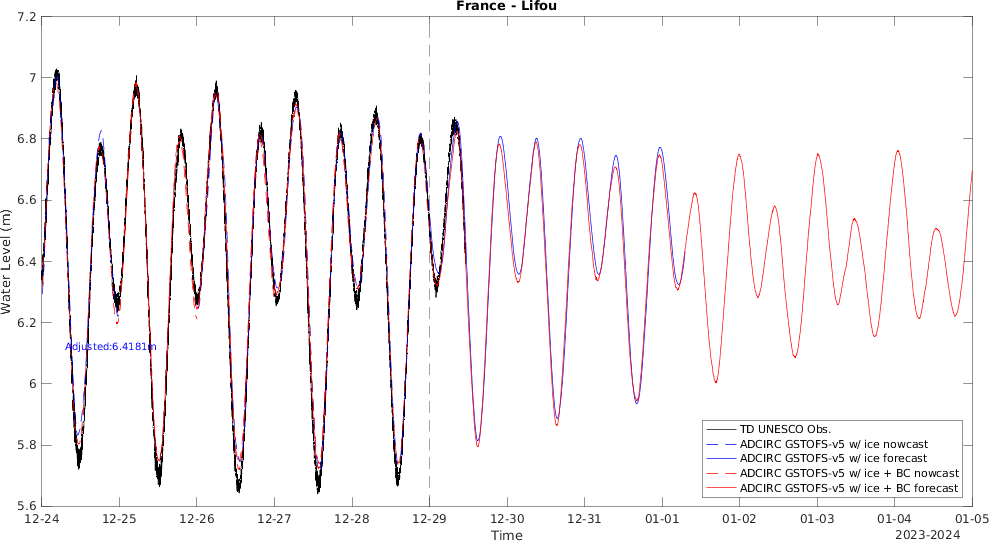 France - Lifou
7.2
7
6.8
6.6
6.4
6.2
6
5.8
5.6
Water Level (m)
Adjusted:6.4181m
TD UNESCO Obs.
ADCIRC GSTOFS-v5 w/ ice nowcast
ADCIRC GSTOFS-v5 w/ ice forecast
ADCIRC GSTOFS-v5 w/ ice + BC nowcast
ADCIRC GSTOFS-v5 w/ ice + BC forecast
12-24 12-25 12-26 12-27 12-28 12-29 12-30 12-31 01-01 01-02 01-03 01-04 01-05
Time
2023-2024